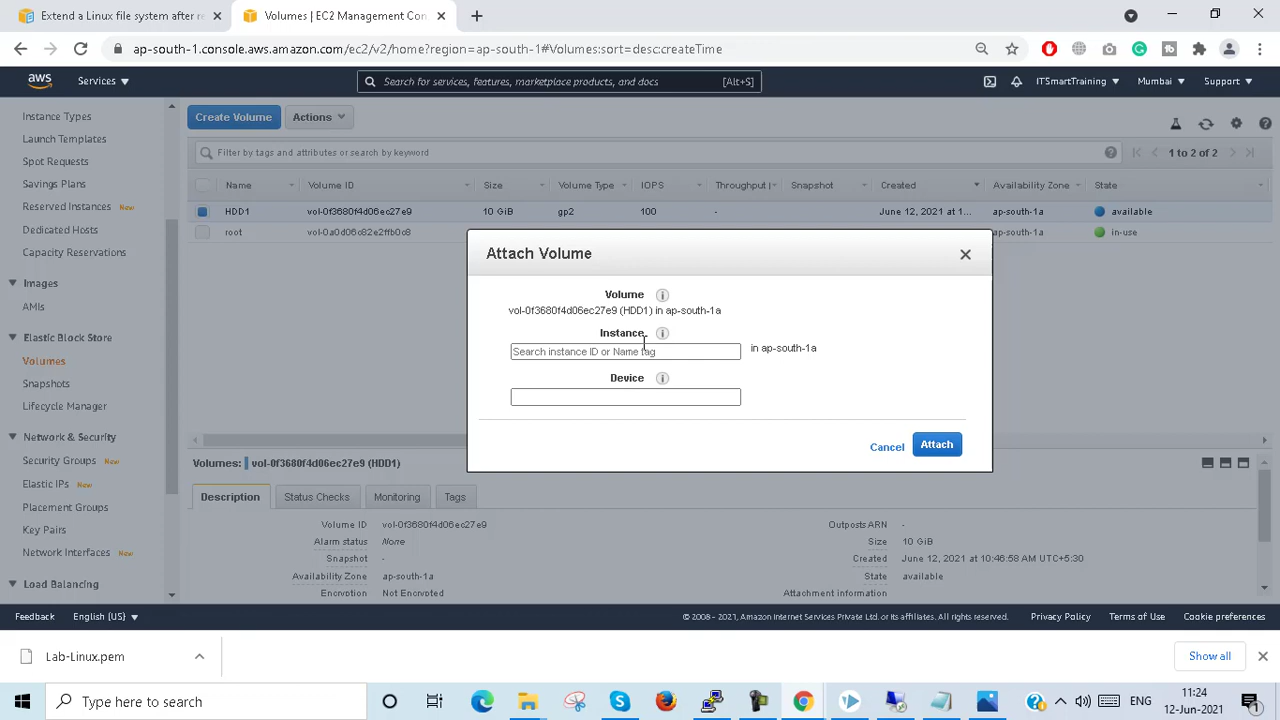 Extend a Linux file system after re
Volumes | EC2 Management Con
ap-south-1.console.aws.amazon.com/ec2/v2/home?region=ap-south-1#Volumes:sort=desc:createTime
aws
Services
Search for services, features, marketplace products, and docs
[Alt+S]
ITSmartTraining
Mumbai
Support
Instance Types
Launch Templates
Spot Requests
Savings Plans
Reserved Instances New
Dedicated Hosts
Capacity Reservations
Images
AMIs
Elastic Block Store
Volumes
Snapshots
Lifecycle Manager
Network & Security
Security Groups New
Elastic IPs New
Placement Groups
Key Pairs
Network Interfaces New
Load Balancing
Create Volume
Actions
Filter by tags and attributes or search by keyword
1 to 2 of 2
Name Volume ID Size Volume Type IOPS Throughput ( Snapshot Created Availability Zone State
HDD1 vol-0f3680f4d06ec27e9 10 GiB gp2 100 - June 12, 2021 at 1... ap-south-1a available
root vol-0a0d06c82e2ffb0c8 ap-south-1a in-use
Attach Volume
Volume
vol-0f3680f4d06ec27e9 (HDD1) in ap-south-1a
Instance
Search instance ID or Name tag
in ap-south-1a
Device
Cancel
Attach
Volumes: vol-0f3680f4d06ec27e9 (HDD1)
Description
Status Checks
Monitoring
Tags
Volume ID vol-0f3680f4d06ec27e9 Outposts ARN -
Alarm status None Size 10 GiB
Snapshot - Created June 12, 2021 at 10:46:58 AM UTC+5:30
Availability Zone ap-south-1a State available
Encryption Not Encrypted Attachment information
Feedback
English (US)
© 2008 - 2021, Amazon Internet Services Private Ltd. or its affiliates. All rights reserved.
Privacy Policy
Terms of Use
Cookie preferences
Lab-Linux.pem
Show all
Type here to search
ENG
11:24
12-Jun-2021